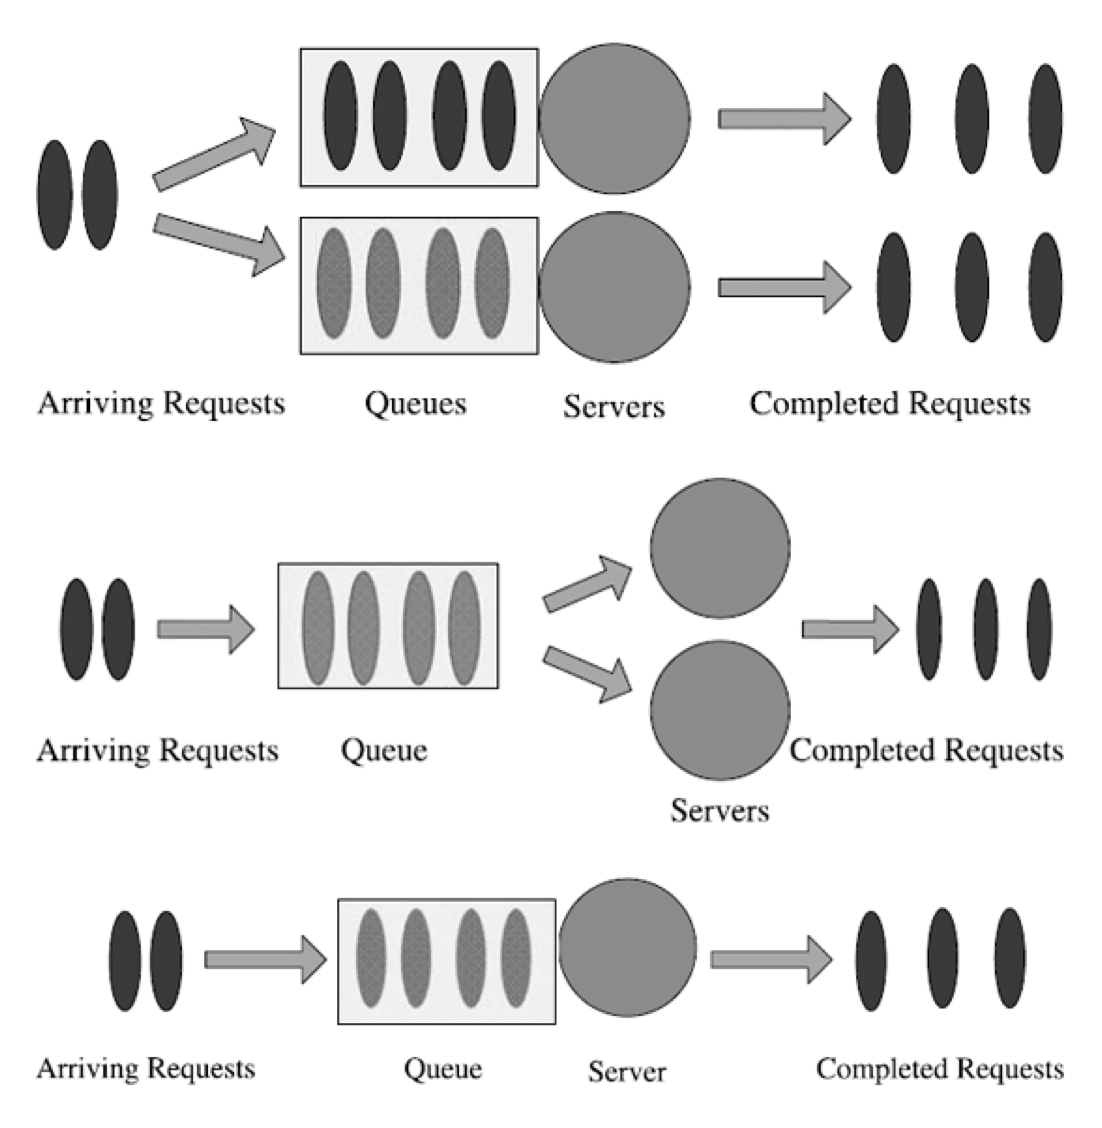 Arriving Requests Queues Servers Completed Requests
Arriving Requests Queue Completed Requests
Servers
Arriving Requests Queue Server Completed Requests